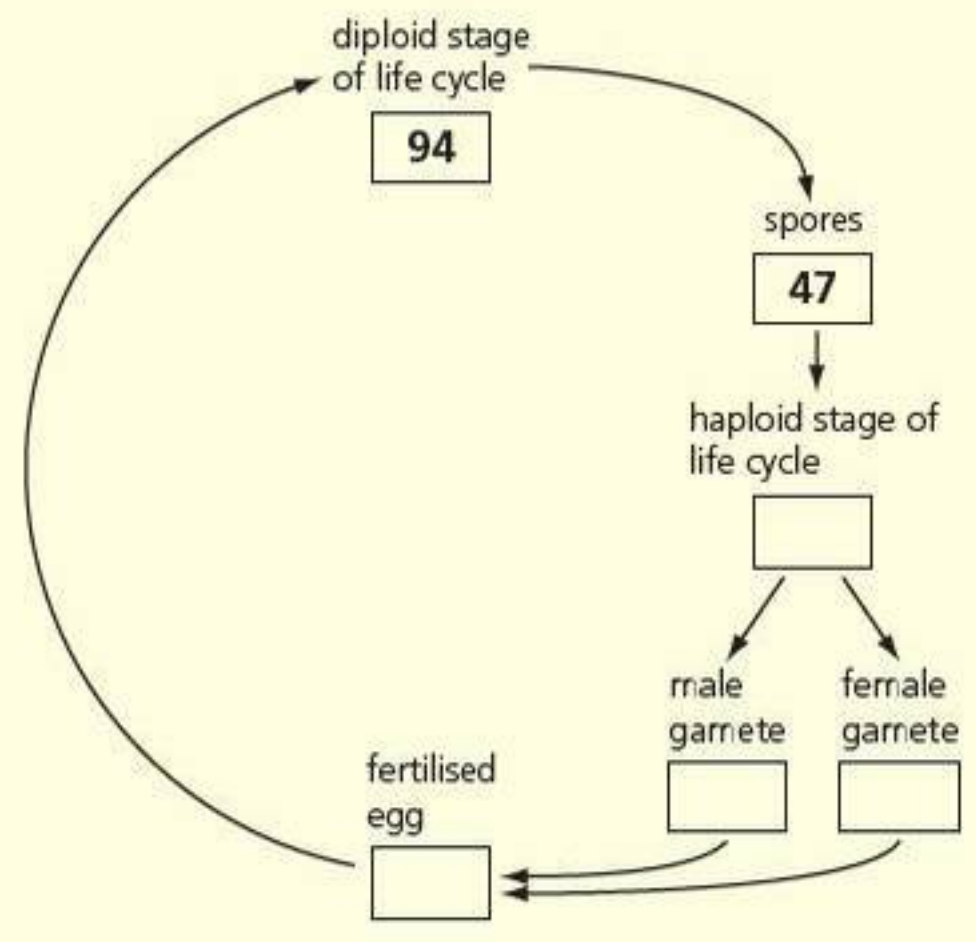 diploid stage
of life cycle
94
spores
47
haploid stage of
life cycle
male
gamete
female
gamete
fertilised
egg